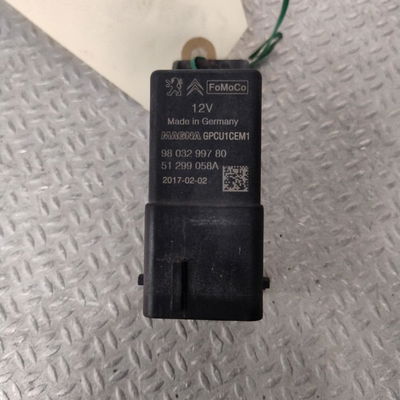 FoMoCo
12V
Made in Germany
MAGNA GPCU1CEM1
98 032 997 80
51 299 058A
2017-02-02